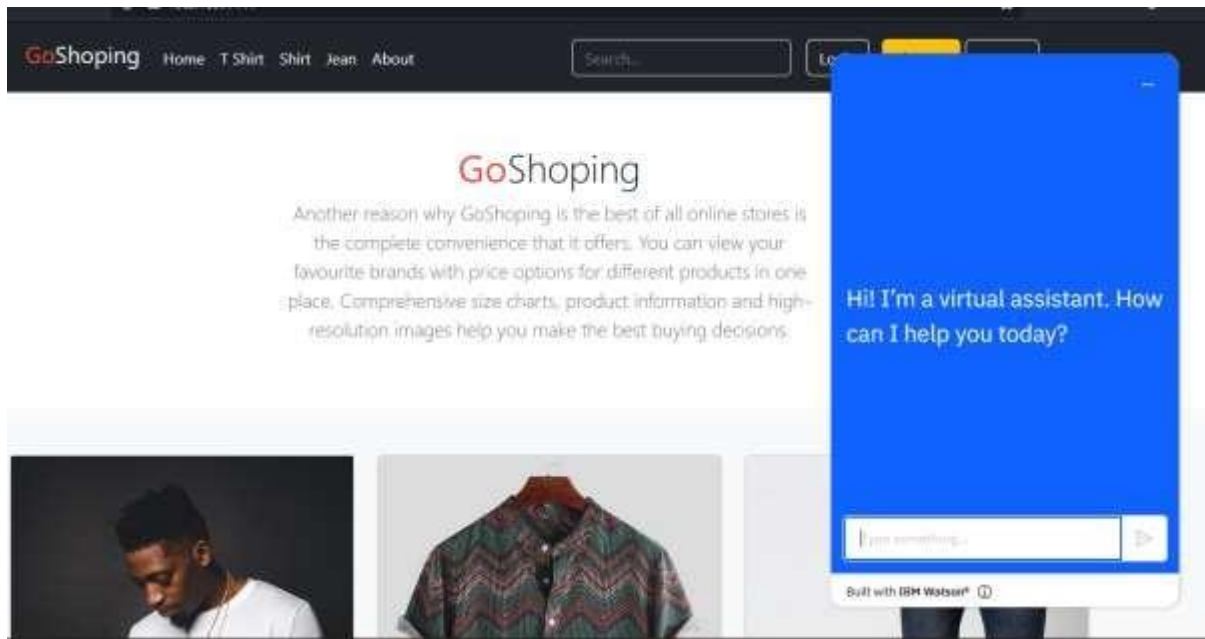 GoShoping Home T Shirt Shirt Jean About Search...
GoShoping
Another reason why GoShoping is the best of all online stores is
the complete convenience that it offers. You can view your
favourite brands with price options for different products in one
place. Comprehensive size charts, product information and high-
resolution images help you make the best buying decisions.
Hi! I'm a virtual assistant. How
can I help you today?
Type something...
Built with IBM Watson®